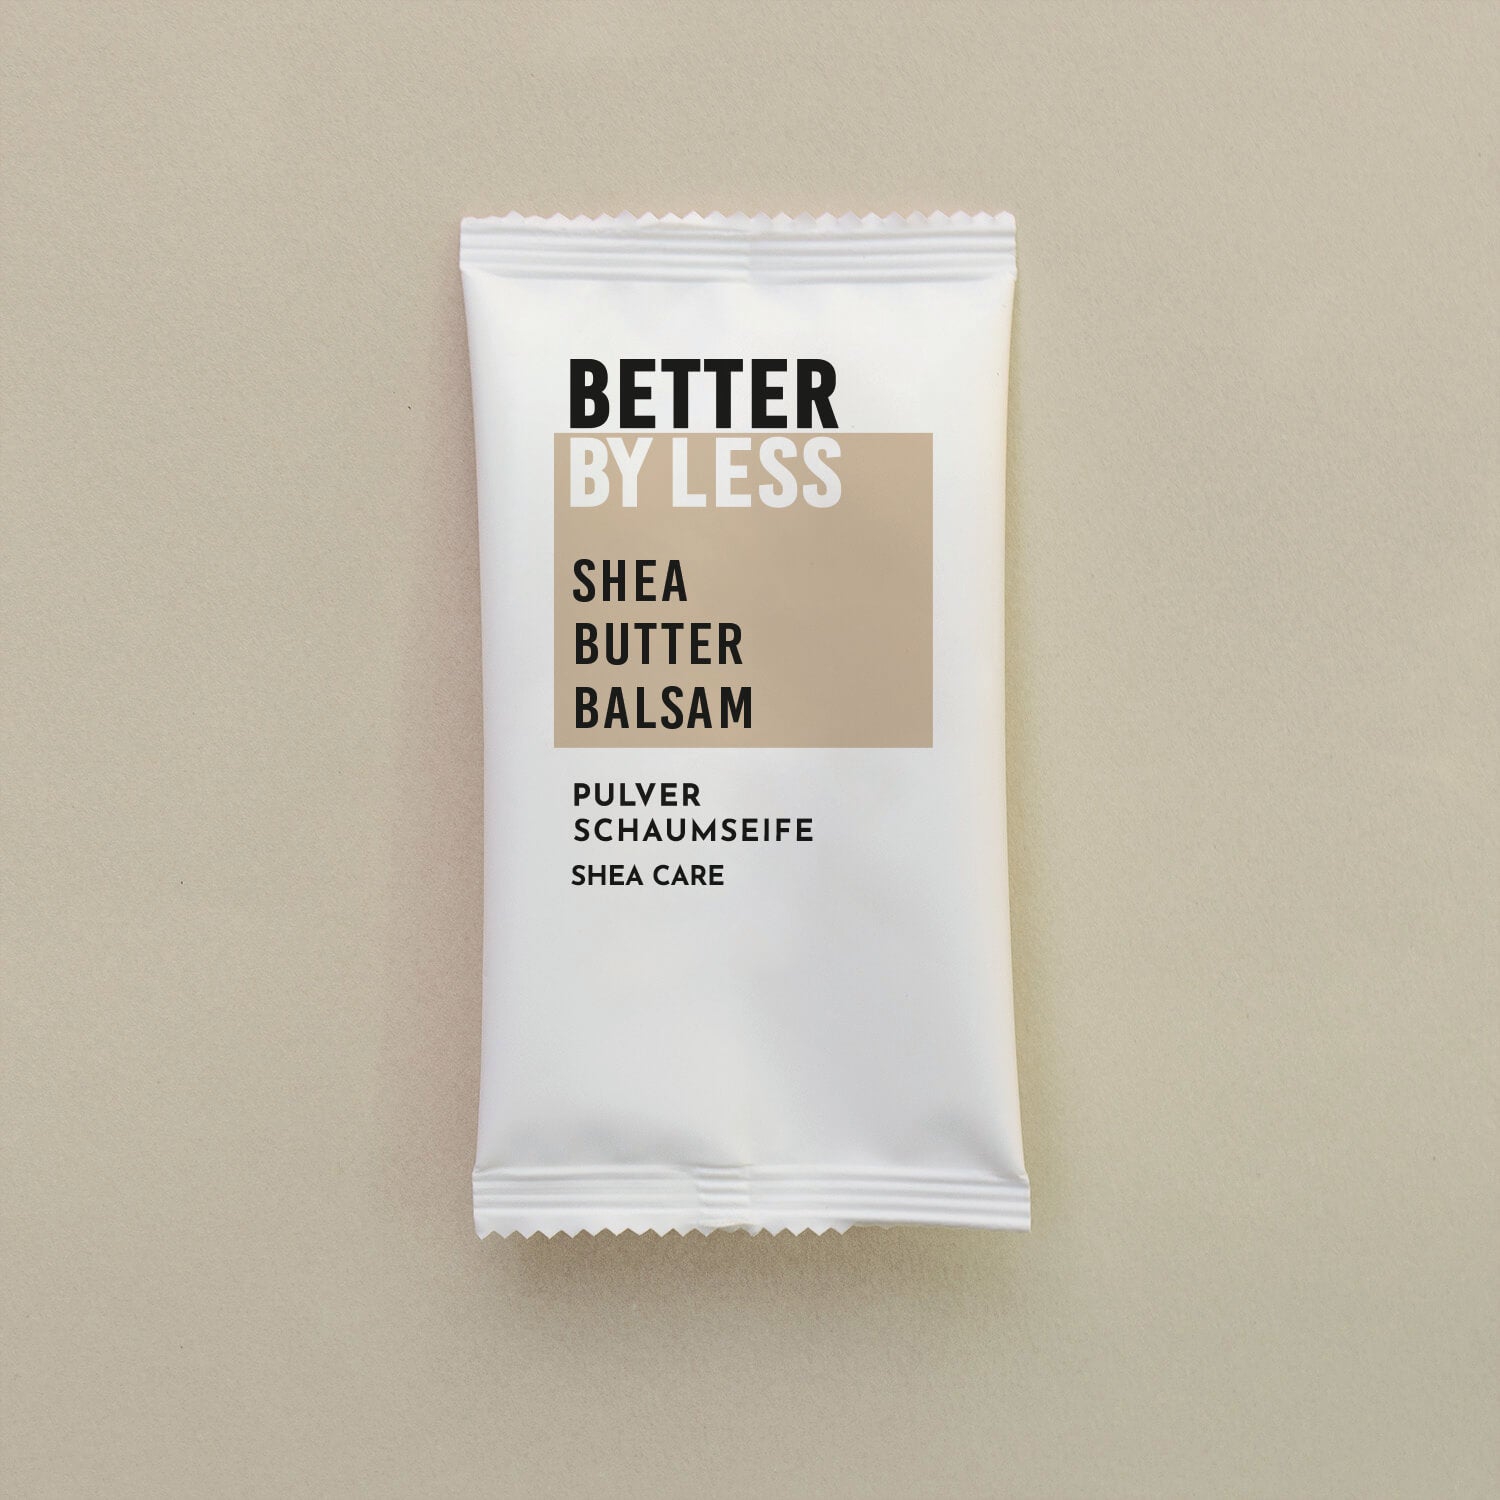 BETTER
BY LESS
SHEA
BUTTER
BALSAM
PULVER
SCHAUMSEIFE
SHEA CARE